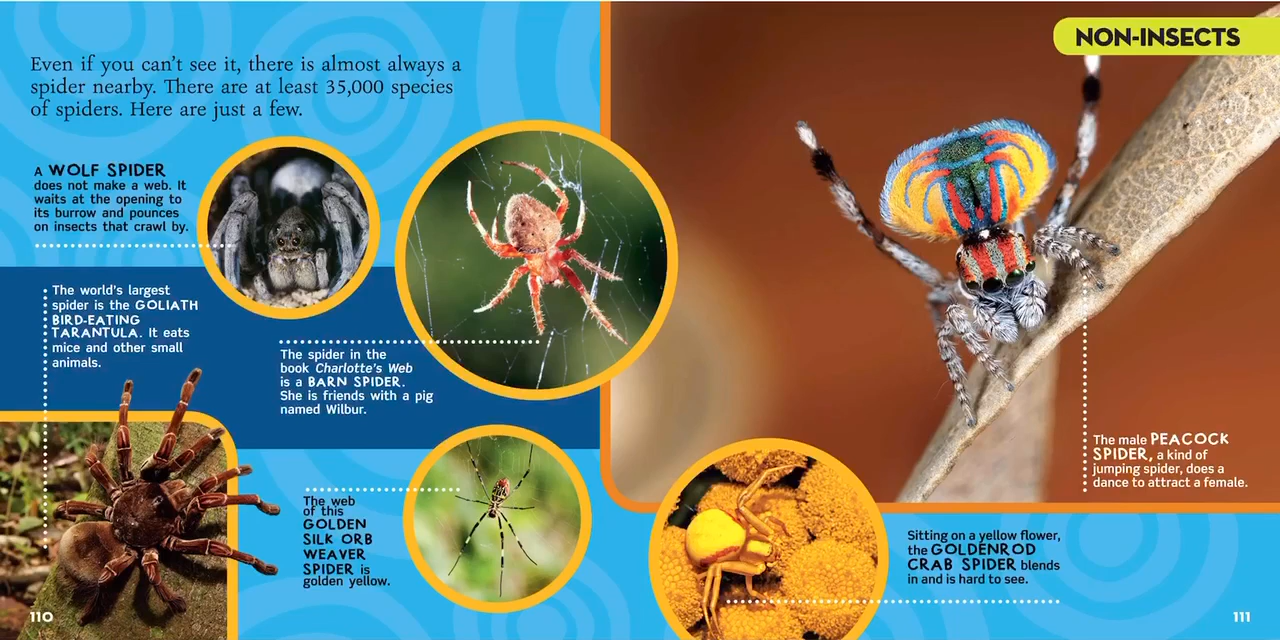 Even if you can't see it, there is almost always a
spider nearby. There are at least 35,000 species
of spiders. Here are just a few.
A WOLF SPIDER
does not make a web. It
waits at the opening to
its burrow and pounces
on insects that crawl by.
The world's largest
spider is the GOLIATH
BIRD-EATING
TARANTULA. It eats
mice and other small
animals.
The spider in the
book Charlotte's Web
is a BARN SPIDER.
She is friends with a pig
named Wilbur.
The web
of this
GOLDEN
SILK ORB
WEAVER
SPIDER is
golden yellow.
110
NON-INSECTS
The male PEACOCK
SPIDER, a kind of
jumping spider, does a
dance to attract a female.
Sitting on a yellow flower,
the GOLDENROD
CRAB SPIDER blends
in and is hard to see.
111